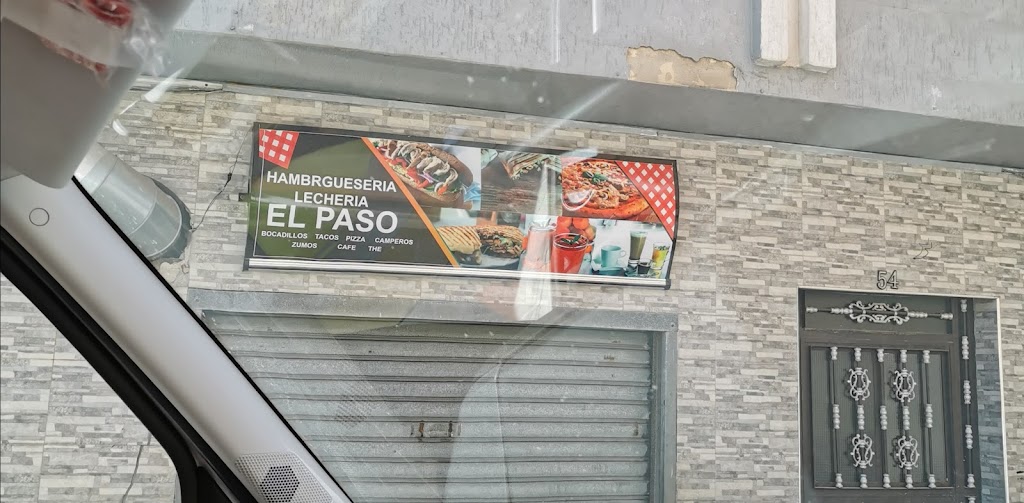 HAMBRGUESERIA
LECHERIA
EL PASO
BOCADILLOS TACOS PIZZA CAMPEROS
ZUMOS CAFE THE
54